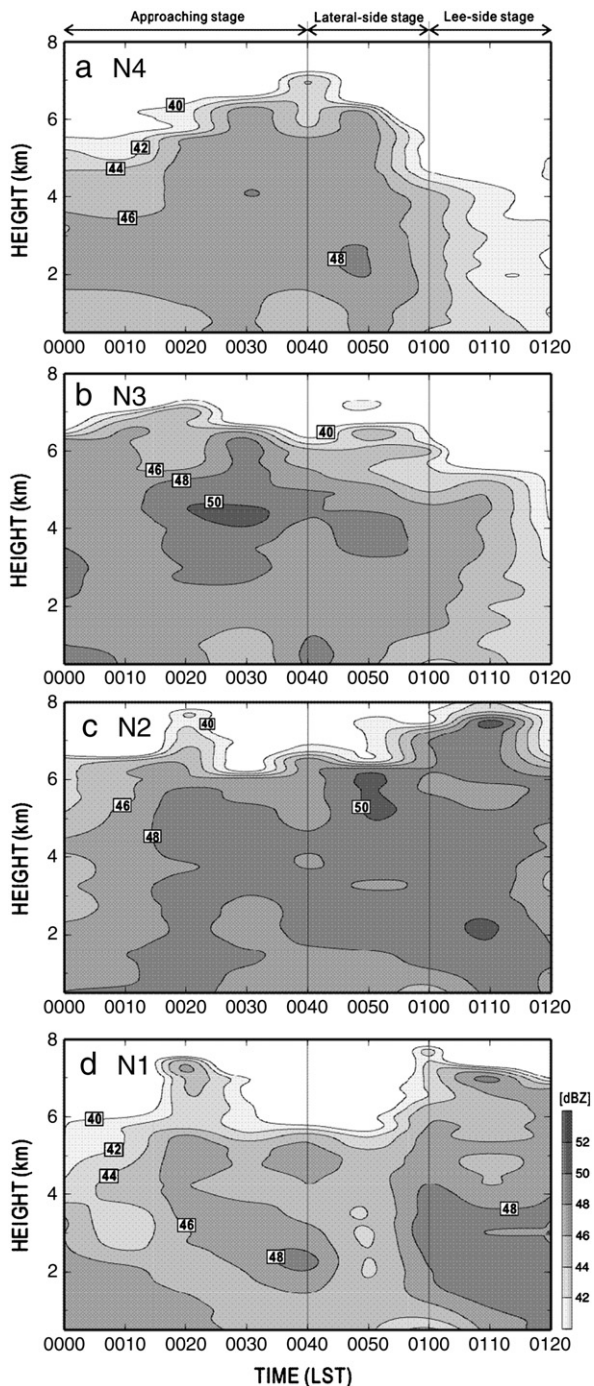 Approaching stage Lateral-side stage Lee-side stage
8
a N4
40
6
42
44
HEIGHT (km)
4
46
48
2
0000 0010 0020 0030 0040 0050 0100 0110 0120
8
b N3
40
6
46
48
50
HEIGHT (km)
4
2
0000 0010 0020 0030 0040 0050 0100 0110 0120
8
c N2
40
6
46
50
48
HEIGHT (km)
4
2
0000 0010 0020 0030 0040 0050 0100 0110 0120
8
d N1
[dBZ]
40
6
42
44
HEIGHT (km)
4
46
48
48
2
52
50
48
46
44
42
0000 0010 0020 0030 0040 0050 0100 0110 0120
TIME (LST)